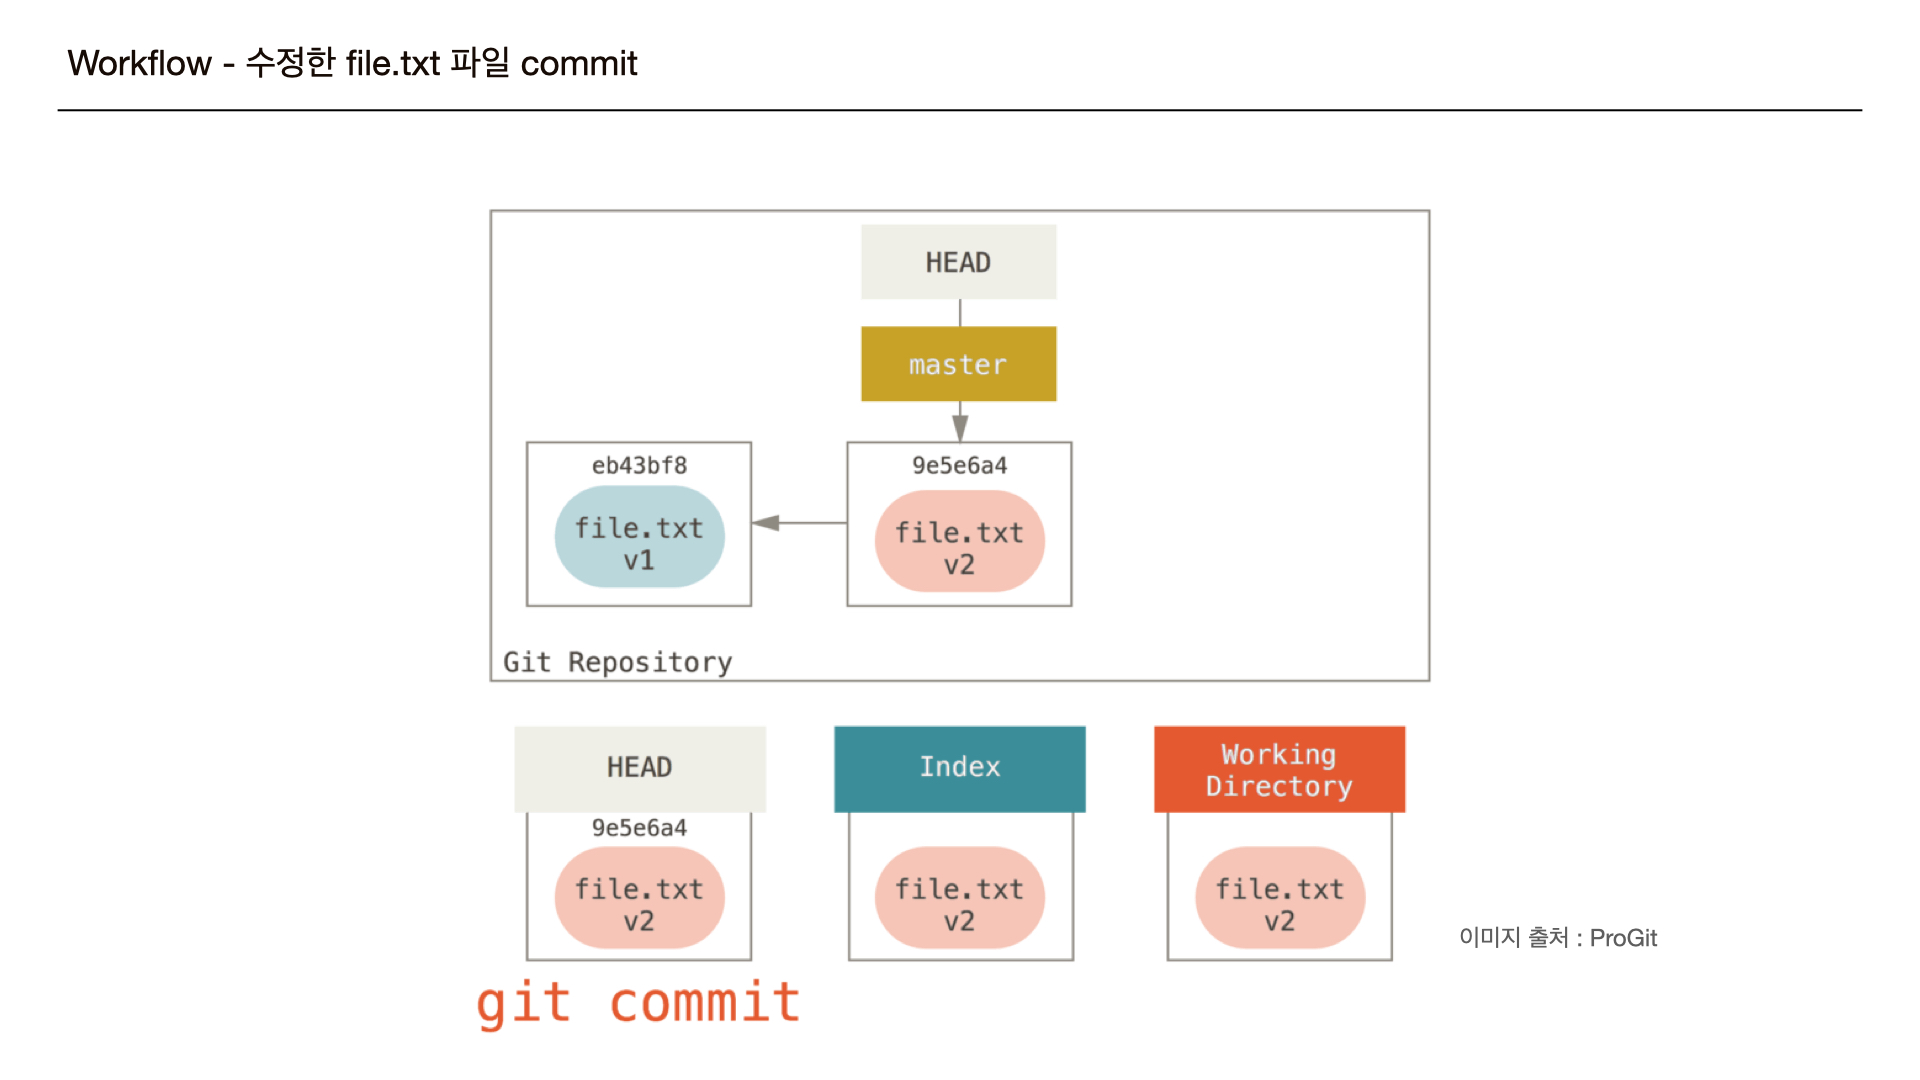 Workflow - 수정한 file.txt 파일 commit
HEAD
master
eb43bf8
file.txt
v1
9e5e6a4
file.txt
v2
Git Repository
HEAD
9e5e6a4
file.txt
v2
Index
file.txt
v2
Working
Directory
file.txt
v2
이미지 출처 : ProGit
git commit